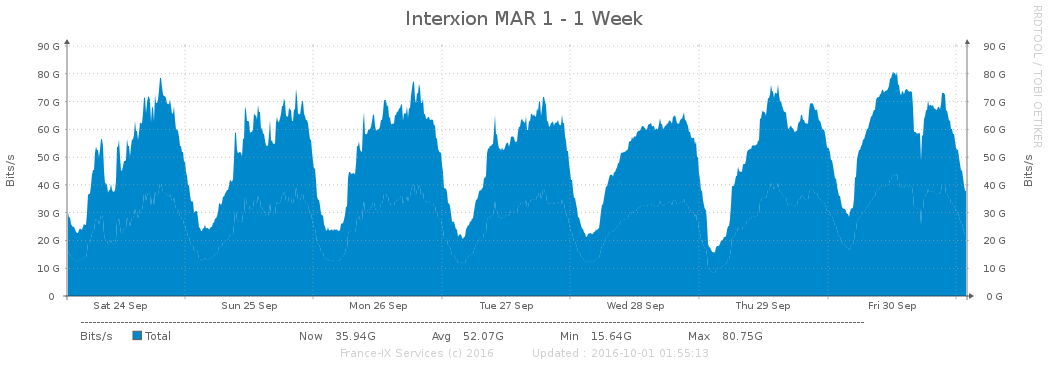 Interxion MAR 1 - 1 Week
RRDTOOL / TOBI OETIKER
Bits/s
90 G
80 G
70 G
60 G
50 G
40 G
30 G
20 G
10 G
0
90 G
80 G
70 G
60 G
50 G
40 G
30 G
20 G
10 G
0 G
Bits/s
Sat 24 Sep Sun 25 Sep Mon 26 Sep Tue 27 Sep Wed 28 Sep Thu 29 Sep Fri 30 Sep
Bits/s Total Now 35.94G Avg 52.07G Min 15.64G Max 80.75G
France-IX Services (c) 2016 Updated : 2016-10-01 01:55:13